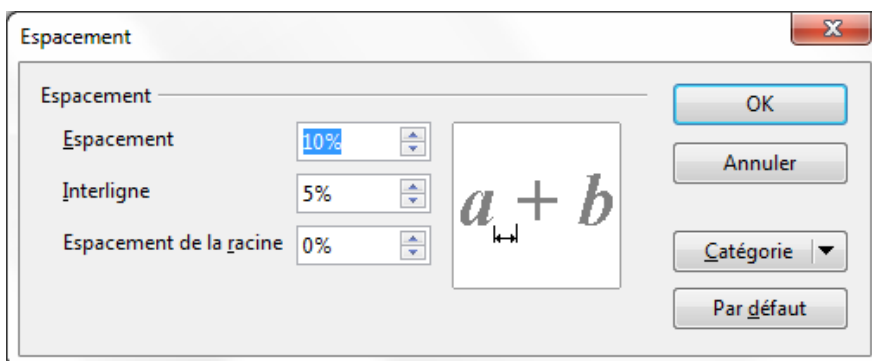 Espacement
Espacement
Espacement 10%
Interligne 5%
Espacement de la racine 0%
a + b
OK
Annuler
Catégorie
Par défaut